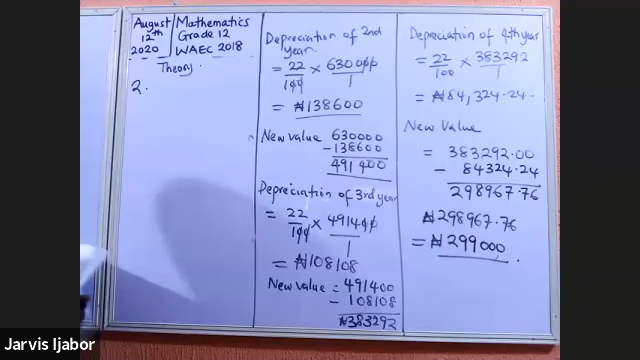 August
12th
2020
Mathematics
Grade 12
WAEC 2018
Theory.
2.
Depreciation of 2nd
year.
= 22/100 × 630000/1
= ₦138600
New value 630000
- 138600
491400
Depreciation of 3rd year
= 22/100 × 491400/1
= ₦108108
New value = 491400
- 108108
₦383292
Depreciation of 4th year
= 22/100 × 383292/1
= ₦84,324.24.
New Value
= 383292.00
- 84324.24
298967.76
₦298967.76
= ₦299000.
Jarvis Ijabor